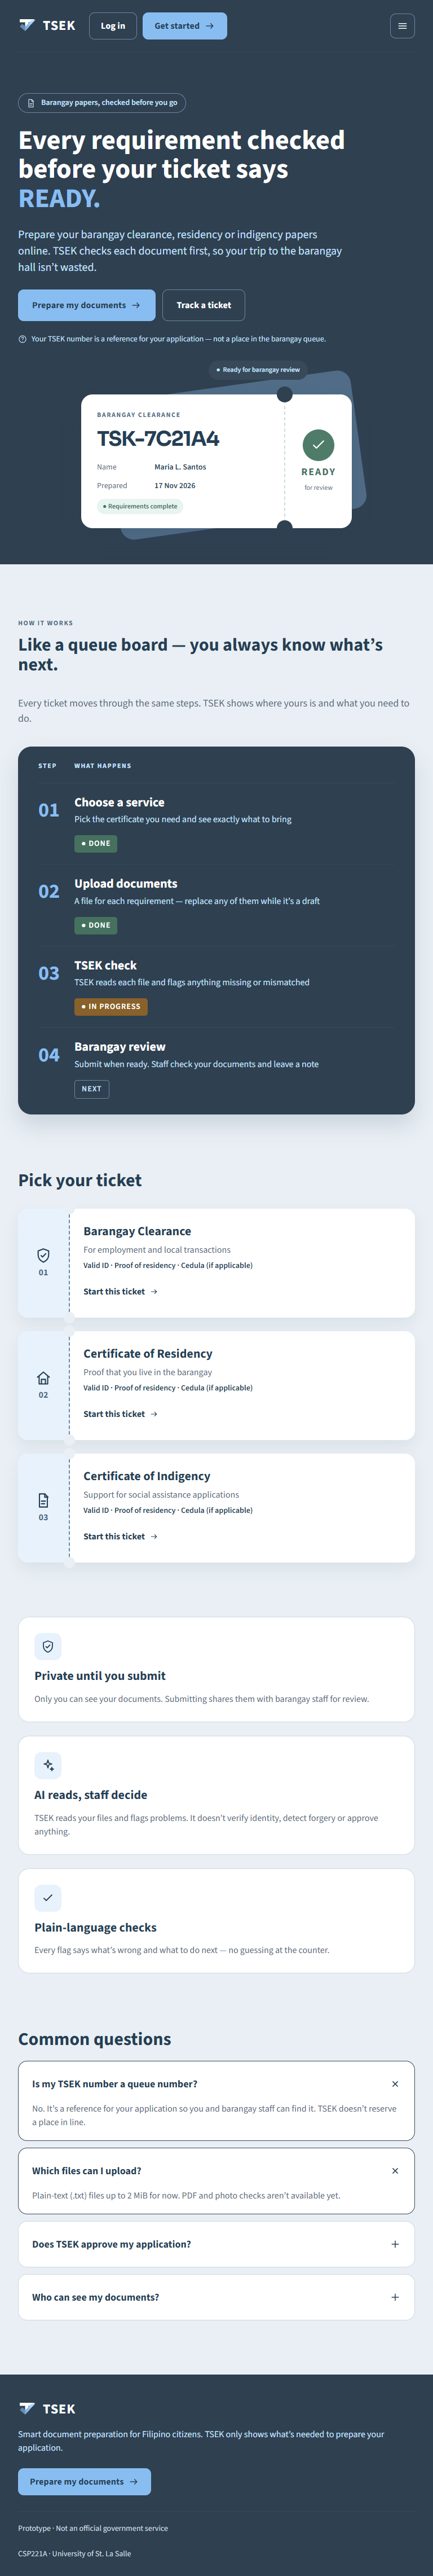 TSEK
Log in
Get started
Barangay papers, checked before you go
Every requirement checked
before your ticket says
READY.
Prepare your barangay clearance, residency or indigency papers
online. TSEK checks each document first, so your trip to the barangay
hall isn’t wasted.
Prepare my documents
Track a ticket
Your TSEK number is a reference for your application — not a place in the barangay queue.
Ready for barangay review
BARANGAY CLEARANCE
TSK-7C21A4
Name Maria L. Santos
Prepared 17 Nov 2026
Requirements complete
READY
for review
HOW IT WORKS
Like a queue board — you always know what’s
next.
Every ticket moves through the same steps. TSEK shows where yours is and what you need to
do.
STEP WHAT HAPPENS
01 Choose a service
Pick the certificate you need and see exactly what to bring
DONE
02 Upload documents
A file for each requirement — replace any of them while it’s a draft
DONE
03 TSEK check
TSEK reads each file and flags anything missing or mismatched
IN PROGRESS
04 Barangay review
Submit when ready. Staff check your documents and leave a note
NEXT
Pick your ticket
01
Barangay Clearance
For employment and local transactions
Valid ID · Proof of residency · Cedula (if applicable)
Start this ticket
02
Certificate of Residency
Proof that you live in the barangay
Valid ID · Proof of residency · Cedula (if applicable)
Start this ticket
03
Certificate of Indigency
Support for social assistance applications
Valid ID · Proof of residency · Cedula (if applicable)
Start this ticket
Private until you submit
Only you can see your documents. Submitting shares them with barangay staff for review.
AI reads, staff decide
TSEK reads your files and flags problems. It doesn’t verify identity, detect forgery or approve
anything.
Plain-language checks
Every flag says what’s wrong and what to do next — no guessing at the counter.
Common questions
Is my TSEK number a queue number?
No. It’s a reference for your application so you and barangay staff can find it. TSEK doesn’t reserve
a place in line.
Which files can I upload?
Plain-text (.txt) files up to 2 MiB for now. PDF and photo checks aren’t available yet.
Does TSEK approve my application?
Who can see my documents?
TSEK
Smart document preparation for Filipino citizens. TSEK only shows what’s needed to prepare your
application.
Prepare my documents
Prototype · Not an official government service
CSP221A · University of St. La Salle